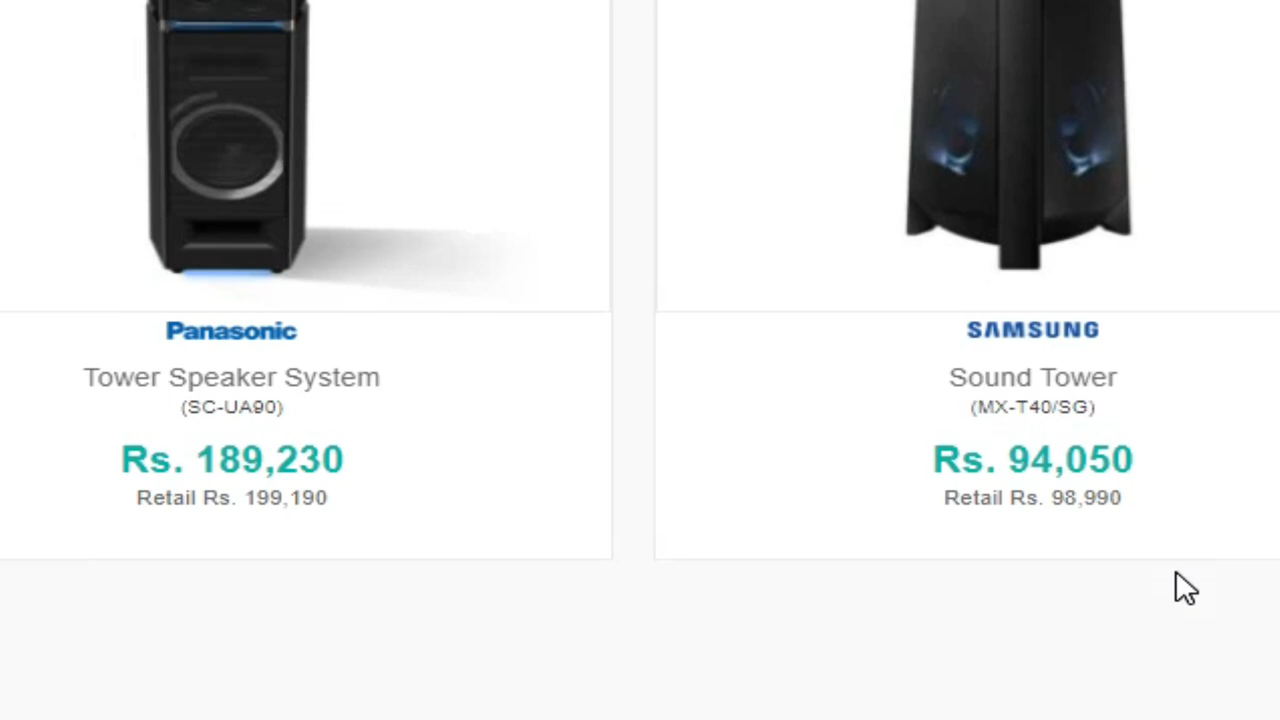 Panasonic
Tower Speaker System
(SC-UA90)
Rs. 189,230
Retail Rs. 199,190
SAMSUNG
Sound Tower
(MX-T40/SG)
Rs. 94,050
Retail Rs. 98,990